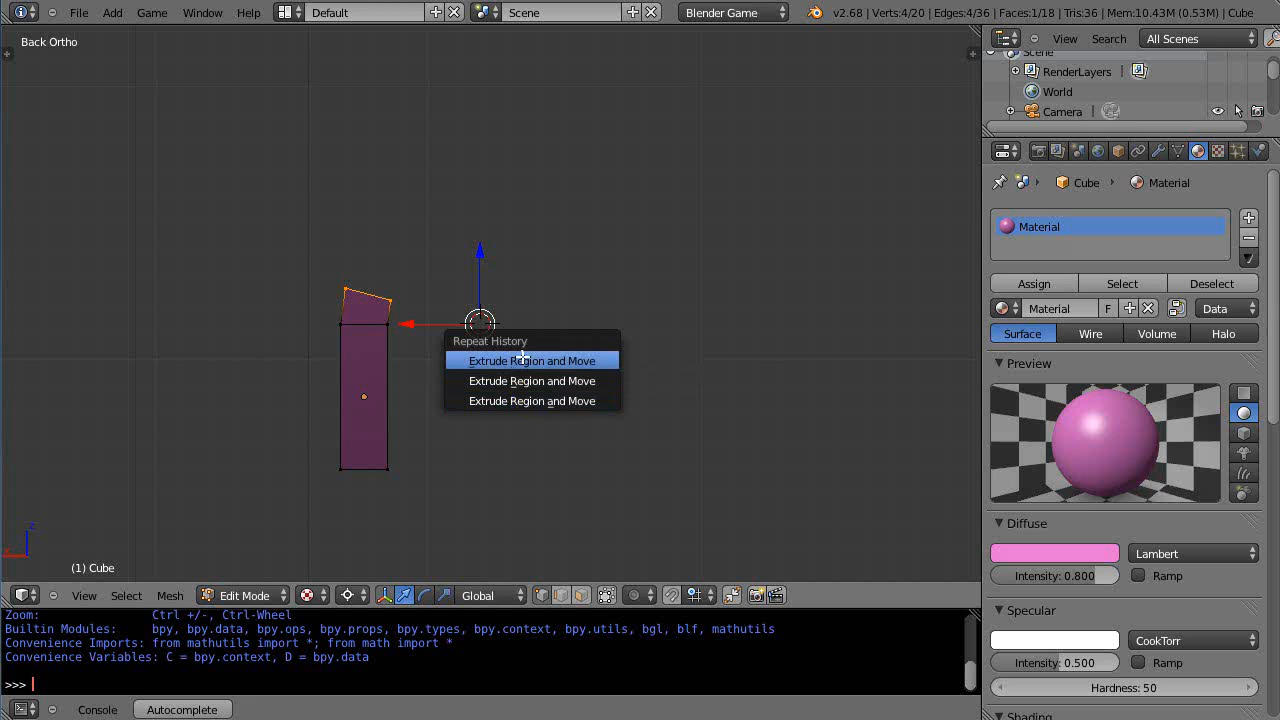 File Add Game Window Help Default Scene Blender Game v2.68 | Verts:4/20 | Edges:4/36 | Faces:1/18 | Tris:36 | Mem:10.43M (0.53M) | Cube
Back Ortho
View Search All Scenes
Scene
RenderLayers |
World
Camera |
Cube Material
Material
Assign Select Deselect
Material F Data
Surface Wire Volume Halo
Preview
Repeat History
Extrude Region and Move
Extrude Region and Move
Extrude Region and Move
z
x
(1) Cube
Diffuse
Lambert
Intensity: 0.800 Ramp
Specular
CookTorr
Intensity: 0.500 Ramp
Hardness: 50
Shading
View Select Mesh Edit Mode Global
Zoom: Ctrl +/-, Ctrl-Wheel
Builtin Modules: bpy, bpy.data, bpy.ops, bpy.props, bpy.types, bpy.context, bpy.utils, bgl, blf, mathutils
Convenience Imports: from mathutils import *; from math import *
Convenience Variables: C = bpy.context, D = bpy.data
>>>
Console Autocomplete